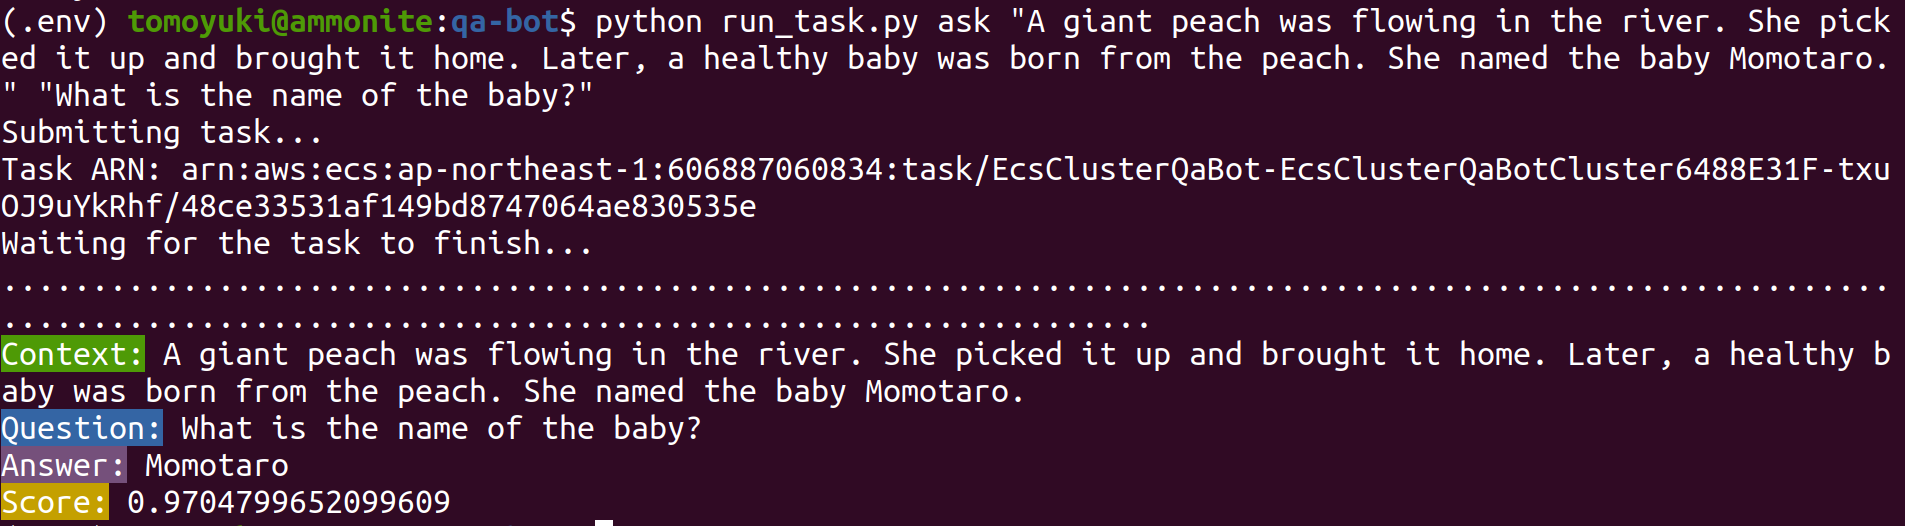 (.env) tomoyuki@ammonite:qa-bot$ python run_task.py ask "A giant peach was flowing in the river. She pick
ed it up and brought it home. Later, a healthy baby was born from the peach. She named the baby Momotaro.
" "What is the name of the baby?"
Submitting task...
Task ARN: arn:aws:ecs:ap-northeast-1:606887060834:task/EcsClusterQaBot-EcsClusterQaBotCluster6488E31F-txu
OJ9uYkRhf/48ce33531af149bd8747064ae830535e
Waiting for the task to finish...
.........................................................................................................
................................................................
Context: A giant peach was flowing in the river. She picked it up and brought it home. Later, a healthy b
aby was born from the peach. She named the baby Momotaro.
Question: What is the name of the baby?
Answer: Momotaro
Score: 0.9704799652099609